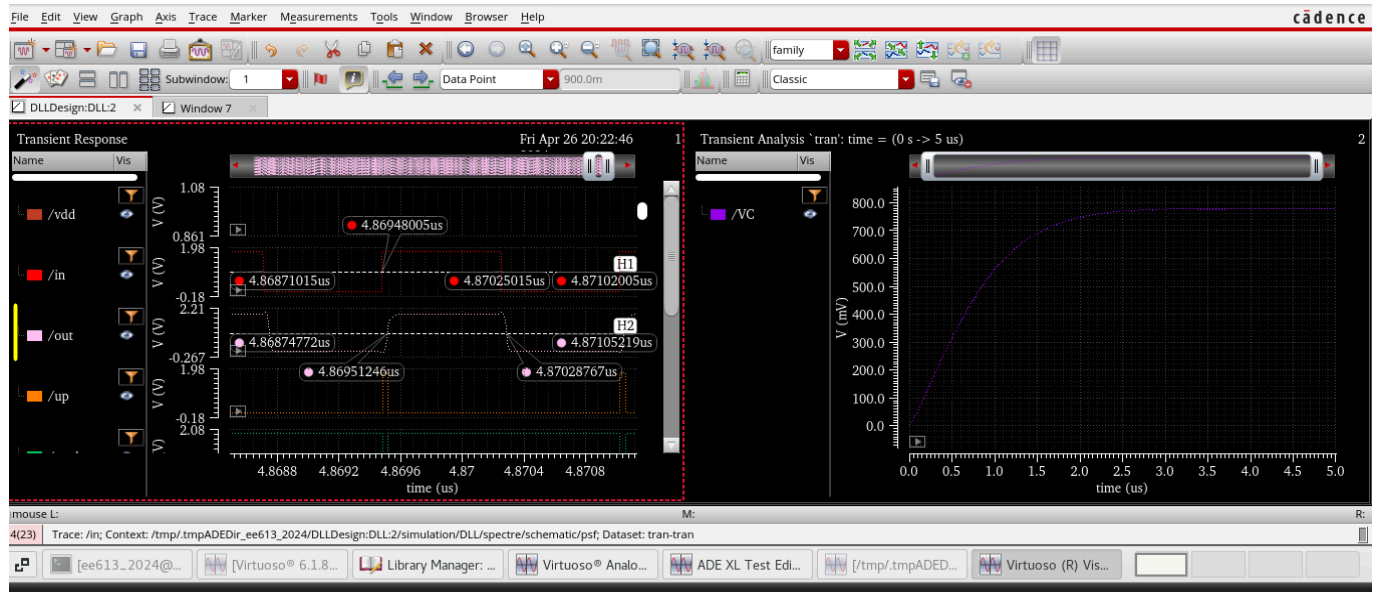 File Edit View Graph Axis Trace Marker Measurements Tools Window Browser Help cādence
family
Subwindow: 1 Data Point 900.0m Classic
DLLDesign:DLL:2 × Window 7 ×
Transient Response Fri Apr 26 20:22:46 1
Name Vis
/vdd
/in
/out
/up
V (V)
1.08
0.861
V (V)
1.98
-0.18
V (V)
2.21
-0.267
V (V)
1.98
-0.18
V (V)
2.08
4.86948005us
H1
4.86871015us 4.87025015us 4.87102005us
H2
4.86874772us 4.87105219us
4.86951246us 4.87028767us
4.8688 4.8692 4.8696 4.87 4.8704 4.8708
time (us)
Transient Analysis `tran': time = (0 s -> 5 us) 2
Name Vis
/VC
V (mV)
800.0
700.0
600.0
500.0
400.0
300.0
200.0
100.0
0.0
0.0 0.5 1.0 1.5 2.0 2.5 3.0 3.5 4.0 4.5 5.0
time (us)
mouse L: M: R:
4(23) Trace: /in; Context: /tmp/.tmpADEDir_ee613_2024/DLLDesign:DLL:2/simulation/DLL/spectre/schematic/psf; Dataset: tran-tran
[ee613_2024@... [Virtuoso® 6.1.8... Library Manager: ... Virtuoso® Analo... ADE XL Test Edi... [/tmp/.tmpADED... Virtuoso (R) Vis...